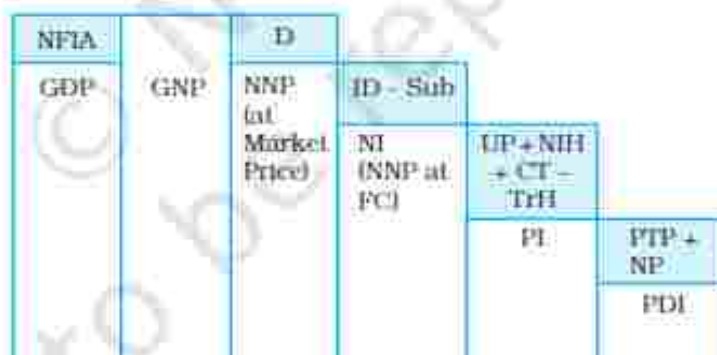 NFIA
D
GDP
GNP
NNP
(at
Market
Price)
ID - Sub
NI
(NNP at
FC)
UP + NIH
+ CT –
TrH
PI
PTP +
NP
PDI